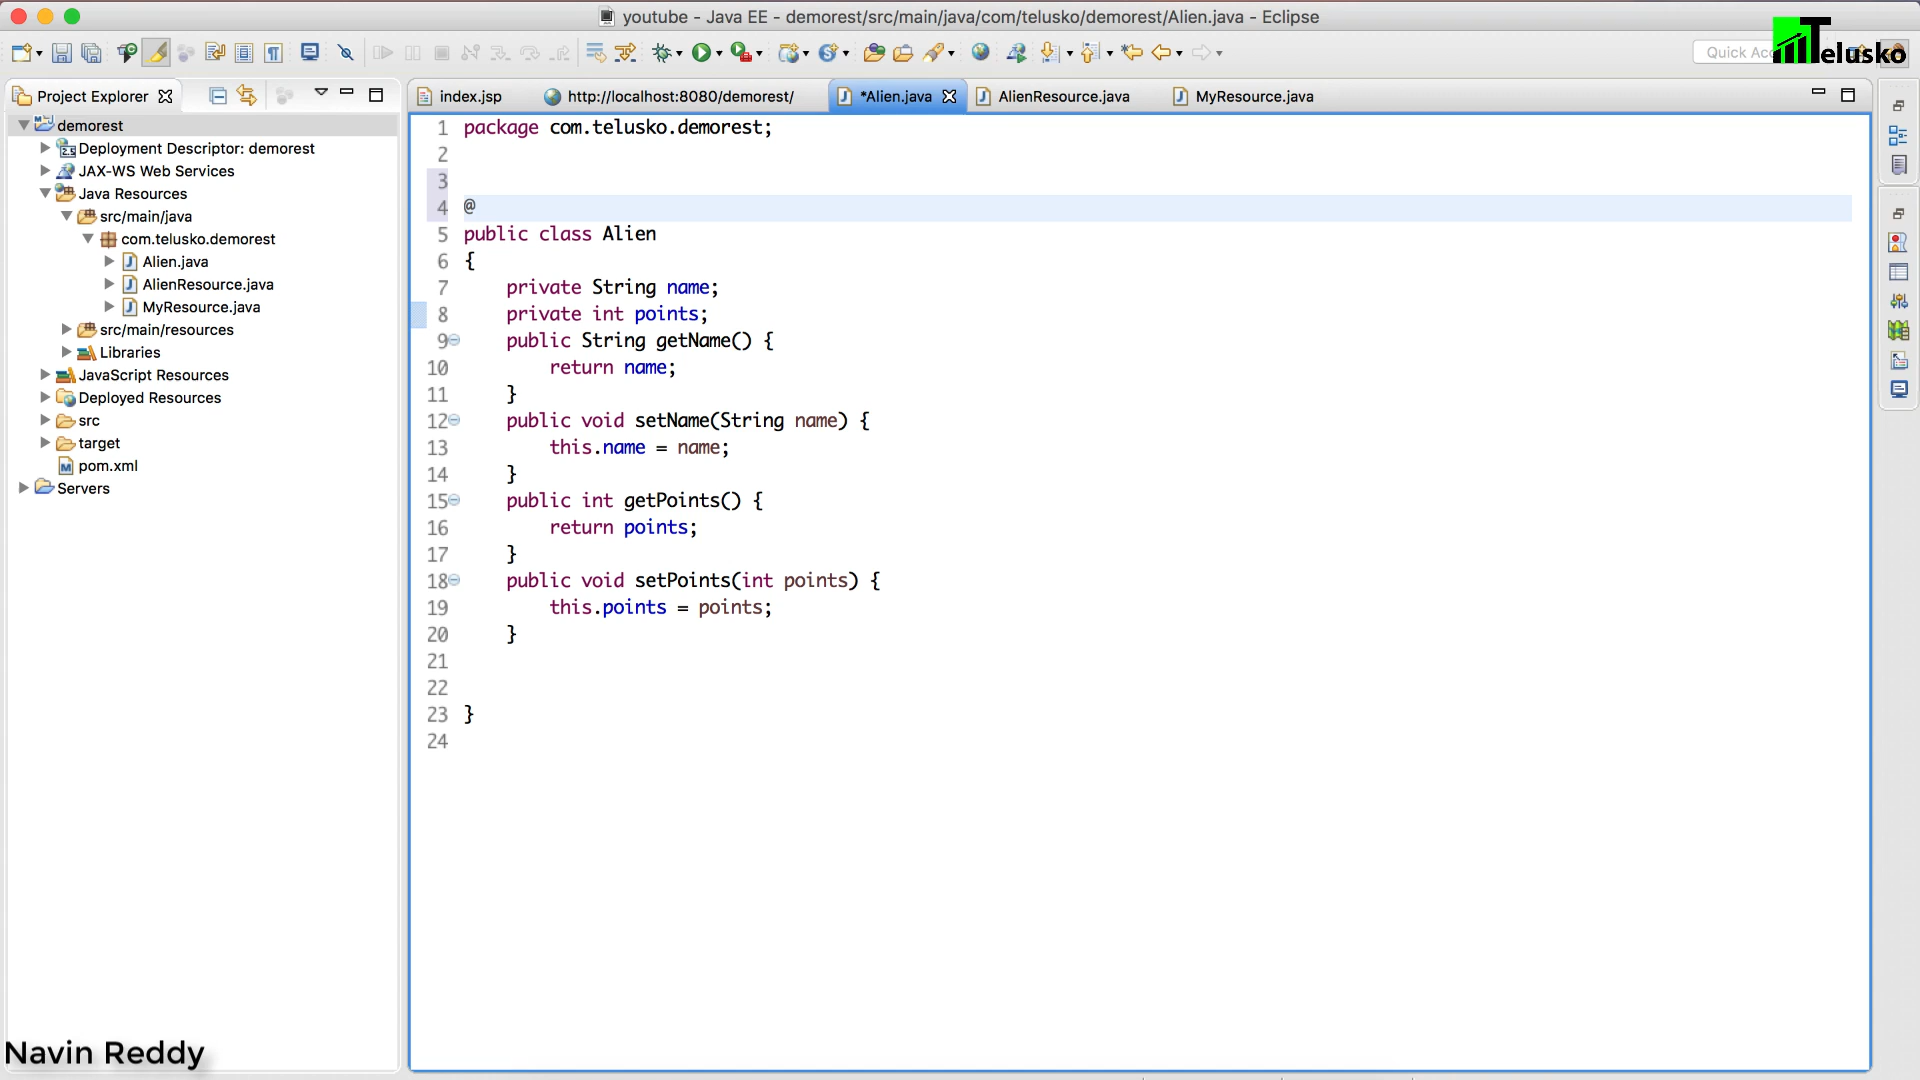 youtube - Java EE - demorest/src/main/java/com/telusko/demorest/Alien.java - Eclipse
Quick Acc
Telusko
Project Explorer
index.jsp
http://localhost:8080/demorest/
*Alien.java
AlienResource.java
MyResource.java
demorest
Deployment Descriptor: demorest
JAX-WS Web Services
Java Resources
src/main/java
com.telusko.demorest
Alien.java
AlienResource.java
MyResource.java
src/main/resources
Libraries
JavaScript Resources
Deployed Resources
src
target
pom.xml
Servers
1 package com.telusko.demorest;
2
3
4 @
5 public class Alien
6 {
7 private String name;
8 private int points;
9 public String getName() {
10 return name;
11 }
12 public void setName(String name) {
13 this.name = name;
14 }
15 public int getPoints() {
16 return points;
17 }
18 public void setPoints(int points) {
19 this.points = points;
20 }
21
22
23 }
24
Navin Reddy